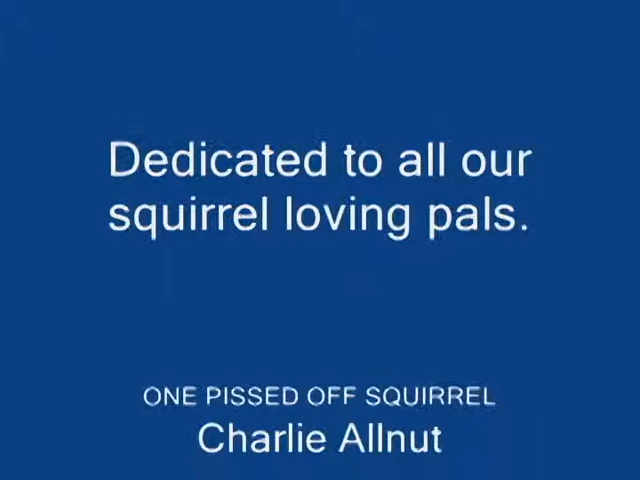 Dedicated to all our
squirrel loving pals.
ONE PISSED OFF SQUIRREL
Charlie Allnut